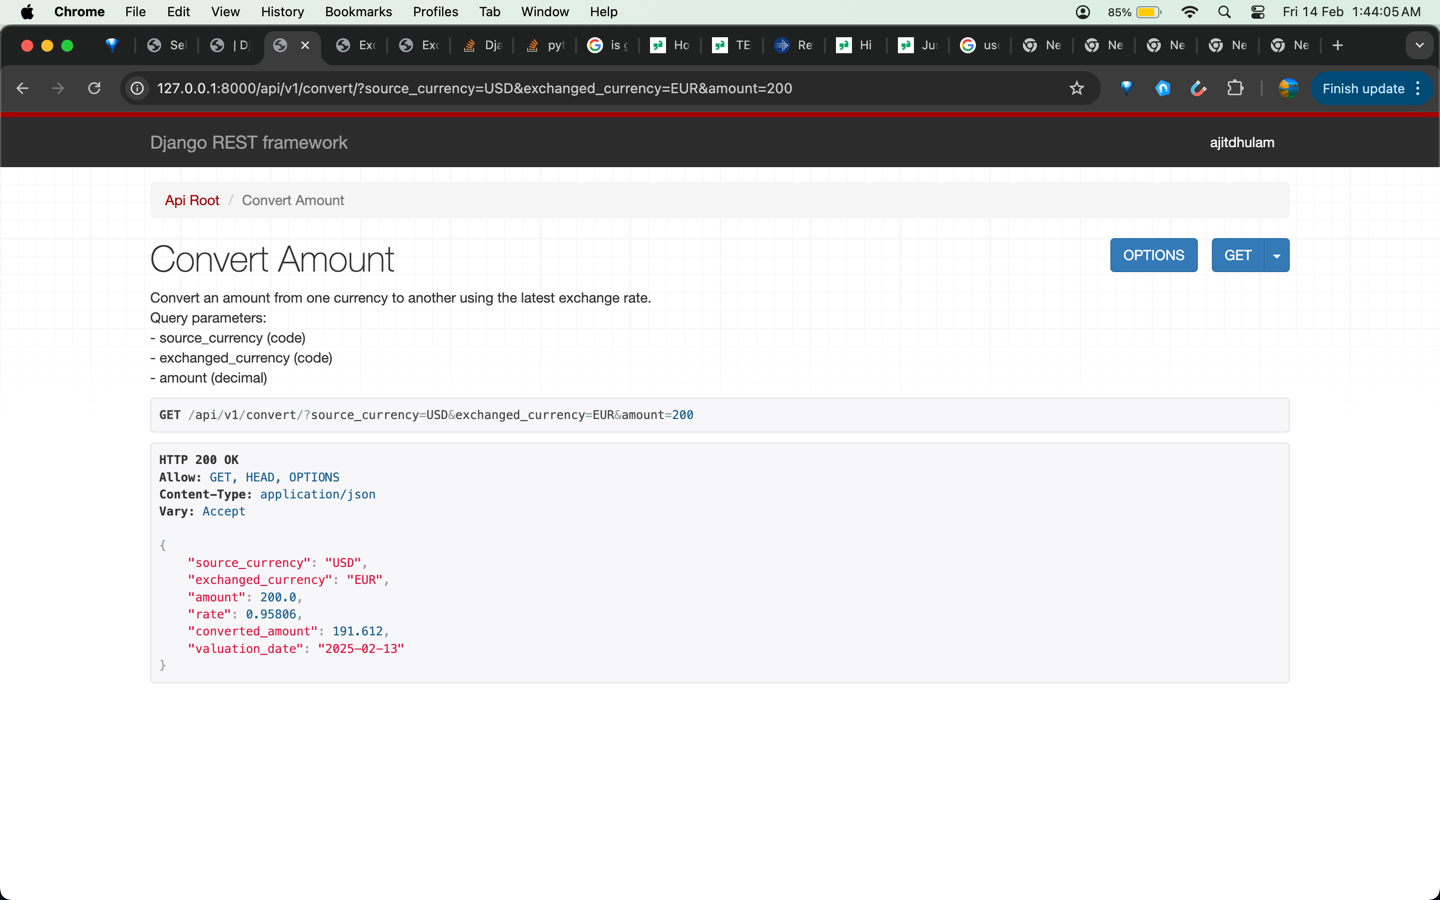 Chrome File Edit View History Bookmarks Profiles Tab Window Help 85% Fri 14 Feb 1:44:05 AM
Sel | D Exc Exc Dja pyt is g Ho TE Re Hi Ju: usd Ne Ne Ne Ne Ne
127.0.0.1:8000/api/v1/convert/?source_currency=USD&exchanged_currency=EUR&amount=200 Finish update
Django REST framework ajitdhulam
Api Root / Convert Amount
Convert Amount OPTIONS GET
Convert an amount from one currency to another using the latest exchange rate.
Query parameters:
- source_currency (code)
- exchanged_currency (code)
- amount (decimal)
GET /api/v1/convert/?source_currency=USD&exchanged_currency=EUR&amount=200
HTTP 200 OK
Allow: GET, HEAD, OPTIONS
Content-Type: application/json
Vary: Accept
{
"source_currency": "USD",
"exchanged_currency": "EUR",
"amount": 200.0,
"rate": 0.95806,
"converted_amount": 191.612,
"valuation_date": "2025-02-13"
}